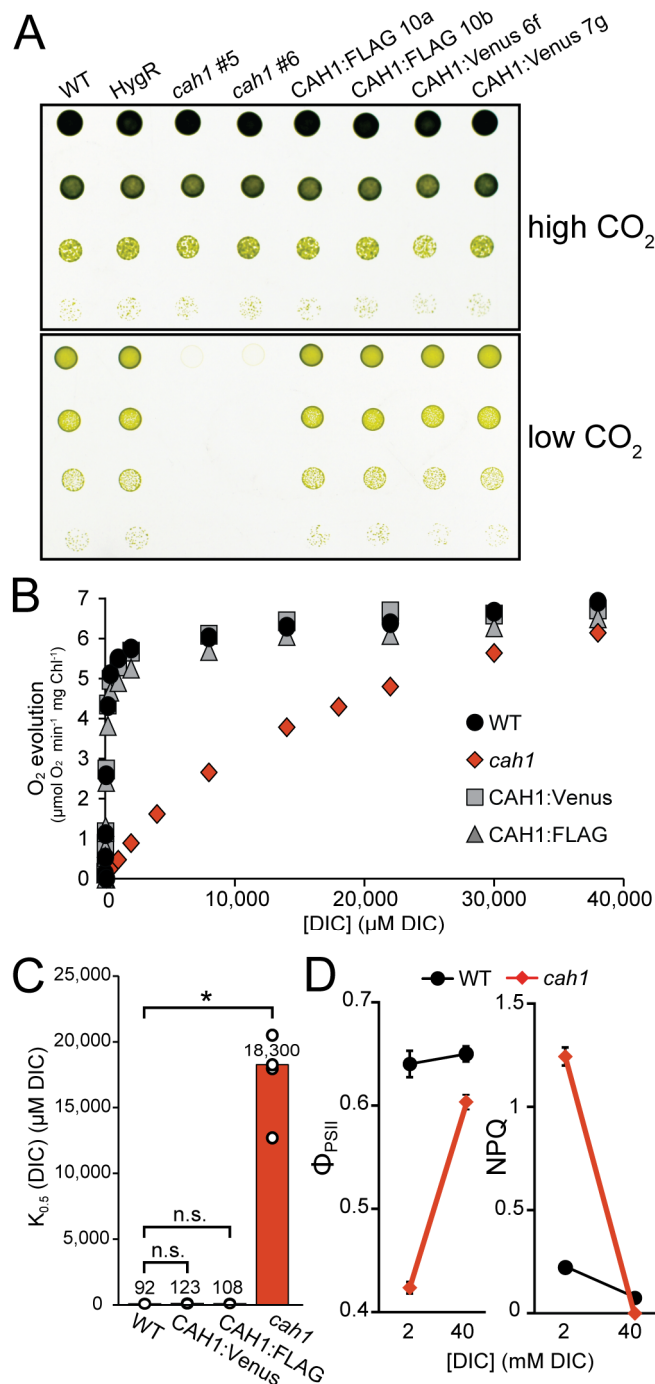 A
WT
HygR
cah1 #5
cah1 #6
CAH1:FLAG 10a
CAH1:FLAG 10b
CAH1:Venus 6f
CAH1:Venus 7g
high CO₂
low CO₂
B
O₂ evolution
(µmol O₂ min⁻¹ mg Chl⁻¹)
7
6
5
4
3
2
1
0
WT
cah1
CAH1:Venus
CAH1:FLAG
0 10,000 20,000 30,000 40,000
[DIC] (µM DIC)
C
K₀.₅ (DIC) (µM DIC)
25,000
20,000
15,000
10,000
5,000
0
*
18,300
n.s.
n.s.
92 123 108
WT
CAH1:Venus
CAH1:FLAG
cah1
D
WT cah1
ΦPSII
0.7
0.6
0.5
0.4
2 40
NPQ
1.5
1
0.5
0
2 40
[DIC] (mM DIC)